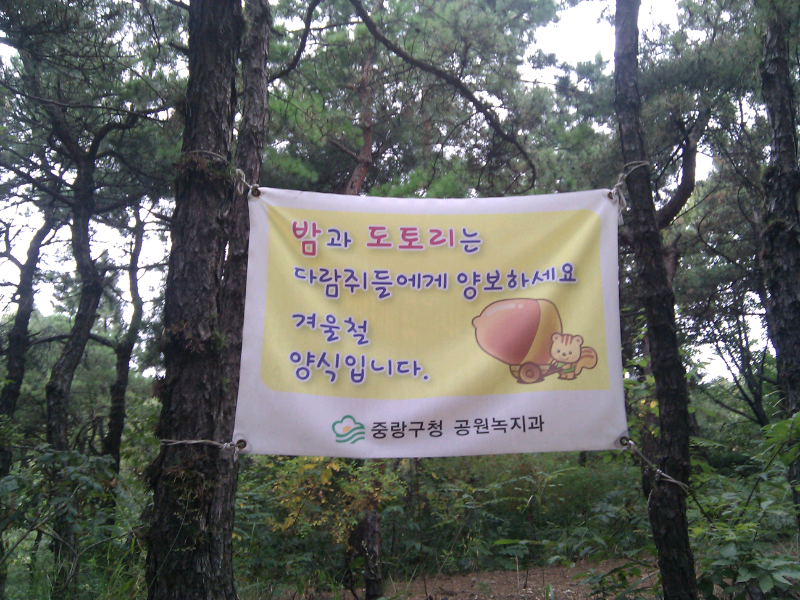 밤과 도토리는
다람쥐들에게 양보하세요
겨울철
양식입니다.
중랑구청 공원녹지과